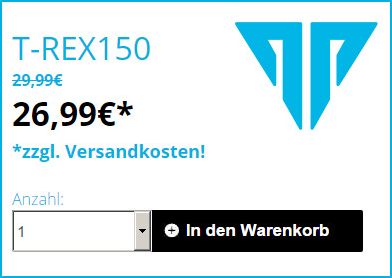 T-REX150
29,99€
26,99€*
*zzgl. Versandkosten!
Anzahl:
1
In den Warenkorb